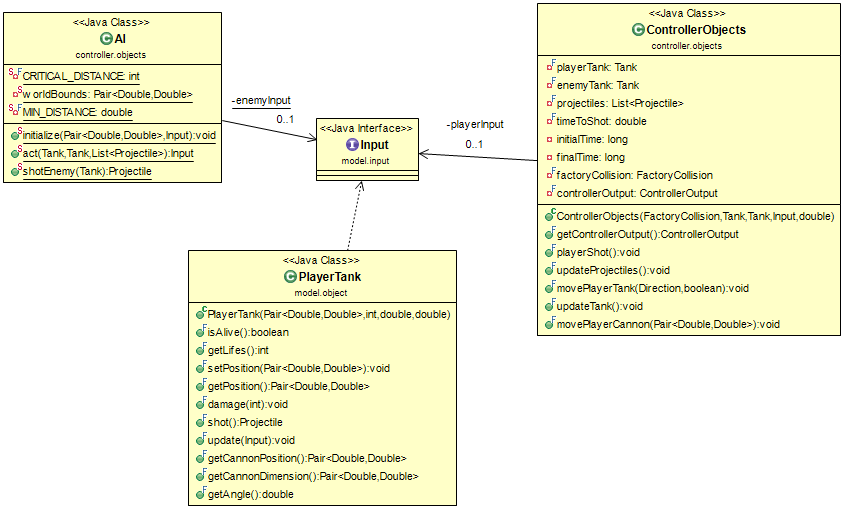 <<Java Class>>
AI
controller.objects
CRITICAL_DISTANCE: int
worldBounds: Pair<Double,Double>
MIN_DISTANCE: double
initialize(Pair<Double,Double>,Input):void
act(Tank,Tank,List<Projectile>):Input
shotEnemy(Tank):Projectile
-enemyInput
0..1
<<Java Interface>>
Input
model.input
-playerInput
0..1
<<Java Class>>
ControllerObjects
controller.objects
playerTank: Tank
enemyTank: Tank
projectiles: List<Projectile>
timeToShot: double
initialTime: long
finalTime: long
factoryCollision: FactoryCollision
controllerOutput: ControllerOutput
ControllerObjects(FactoryCollision,Tank,Tank,Input,double)
getControllerOutput():ControllerOutput
playerShot():void
updateProjectiles():void
movePlayerTank(Direction,boolean):void
updateTank():void
movePlayerCannon(Pair<Double,Double>):void
<<Java Class>>
PlayerTank
model.object
PlayerTank(Pair<Double,Double>,int,double,double)
isAlive():boolean
getLifes():int
setPosition(Pair<Double,Double>):void
getPosition():Pair<Double,Double>
damage(int):void
shot():Projectile
update(Input):void
getCannonPosition():Pair<Double,Double>
getCannonDimension():Pair<Double,Double>
getAngle():double